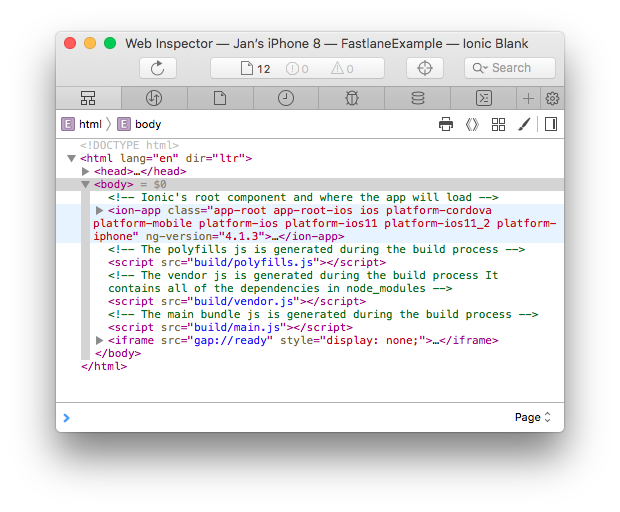 Web Inspector — Jan's iPhone 8 — FastlaneExample — Ionic Blank
12 0 0 Search
E html E body
<!DOCTYPE html>
<html lang="en" dir="ltr">
<head>…</head>
<body> = $0
<!-- Ionic's root component and where the app will load -->
<ion-app class="app-root app-root-ios ios platform-cordova
platform-mobile platform-ios platform-ios11 platform-ios11_2 platform-
iphone" ng-version="4.1.3">…</ion-app>
<!-- The polyfills js is generated during the build process -->
<script src="build/polyfills.js"></script>
<!-- The vendor js is generated during the build process It
contains all of the dependencies in node_modules -->
<script src="build/vendor.js"></script>
<!-- The main bundle js is generated during the build process -->
<script src="build/main.js"></script>
<iframe src="gap://ready" style="display: none;">…</iframe>
</body>
</html>
Page